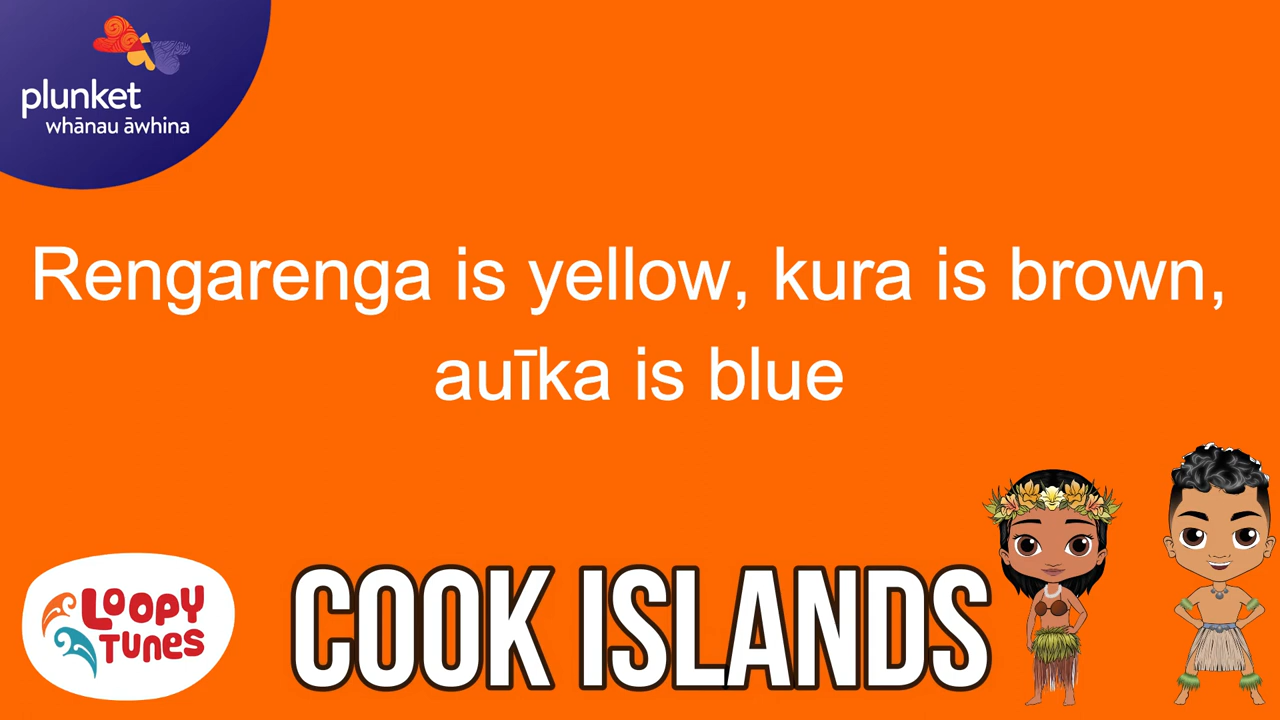 plunket
whānau āwhina
Rengarenga is yellow, kura is brown,
auīka is blue
LOOPY
TUNES
COOK ISLANDS